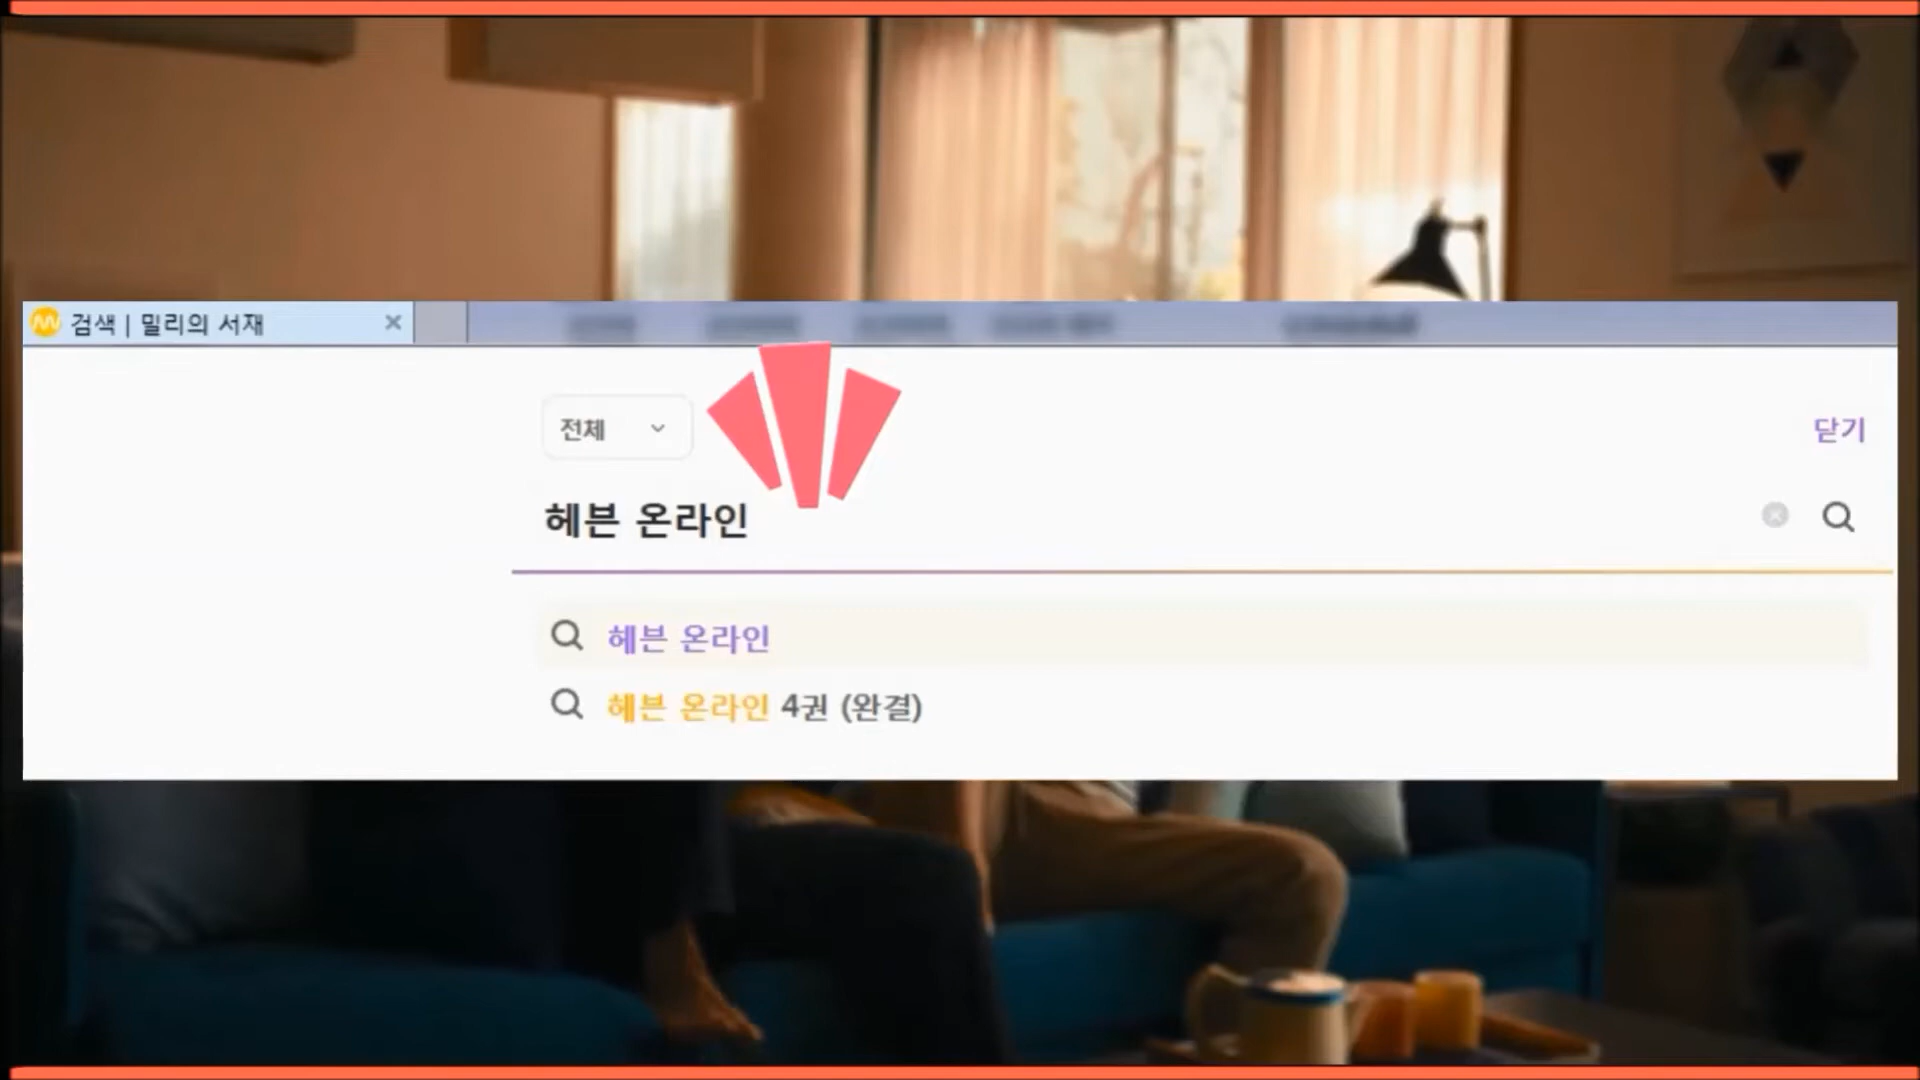 검색 | 밀리의 서재
전체
닫기
헤븐 온라인
헤븐 온라인
헤븐 온라인 4권 (완결)